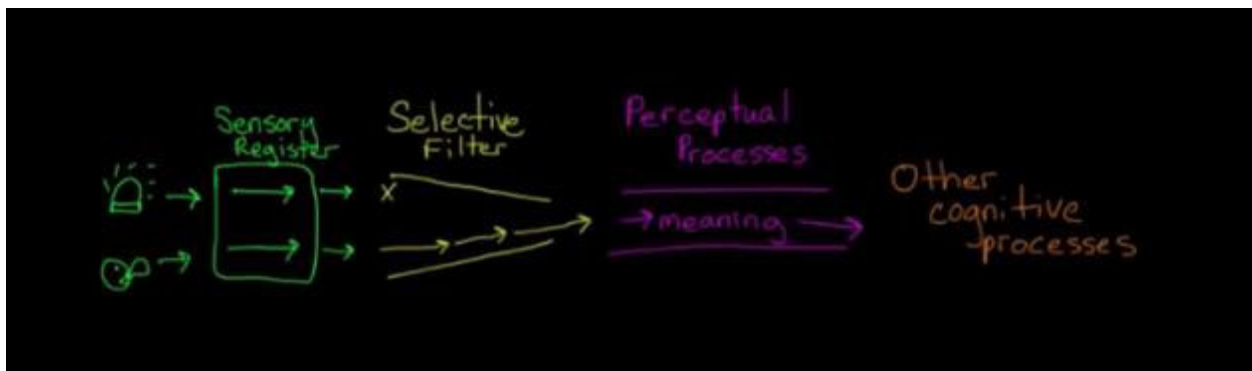 Sensory
Register
Selective
Filter
Perceptual
Processes
meaning
Other
cognitive
processes
x